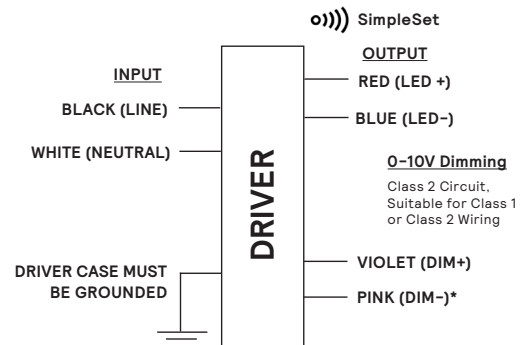 SimpleSet
INPUT
BLACK (LINE)
WHITE (NEUTRAL)
DRIVER CASE MUST
BE GROUNDED
DRIVER
OUTPUT
RED (LED +)
BLUE (LED–)
0–10V Dimming
Class 2 Circuit,
Suitable for Class 1
or Class 2 Wiring
VIOLET (DIM+)
PINK (DIM–)*